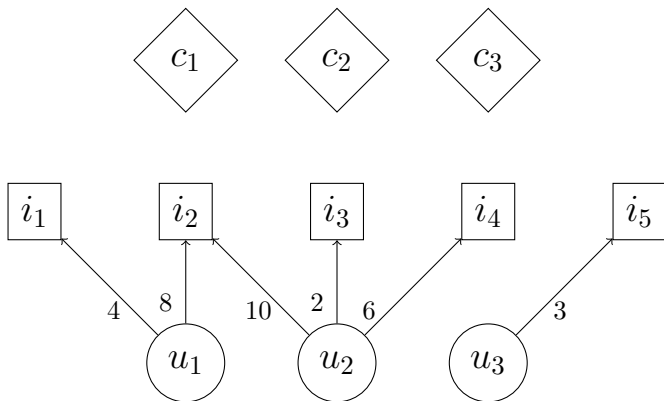 c₁ c₂ c₃
i₁ i₂ i₃ i₄ i₅
4 8 10 2 6 3
u₁ u₂ u₃